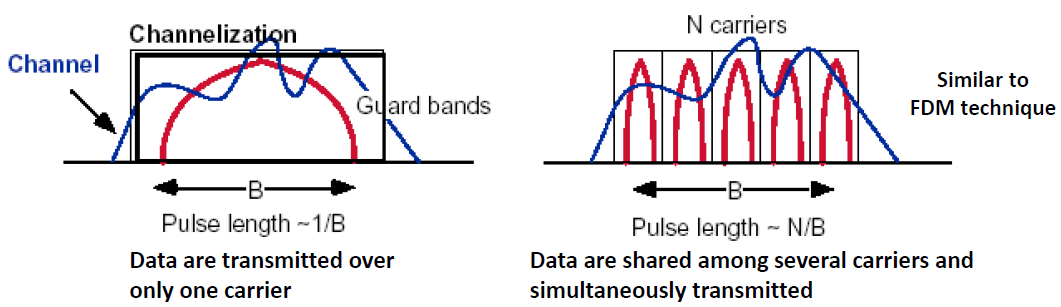 Channelization
Channel
Guard bands
B
Pulse length ~1/B
Data are transmitted over
only one carrier
N carriers
Similar to
FDM technique
B
Pulse length ~ N/B
Data are shared among several carriers and
simultaneously transmitted